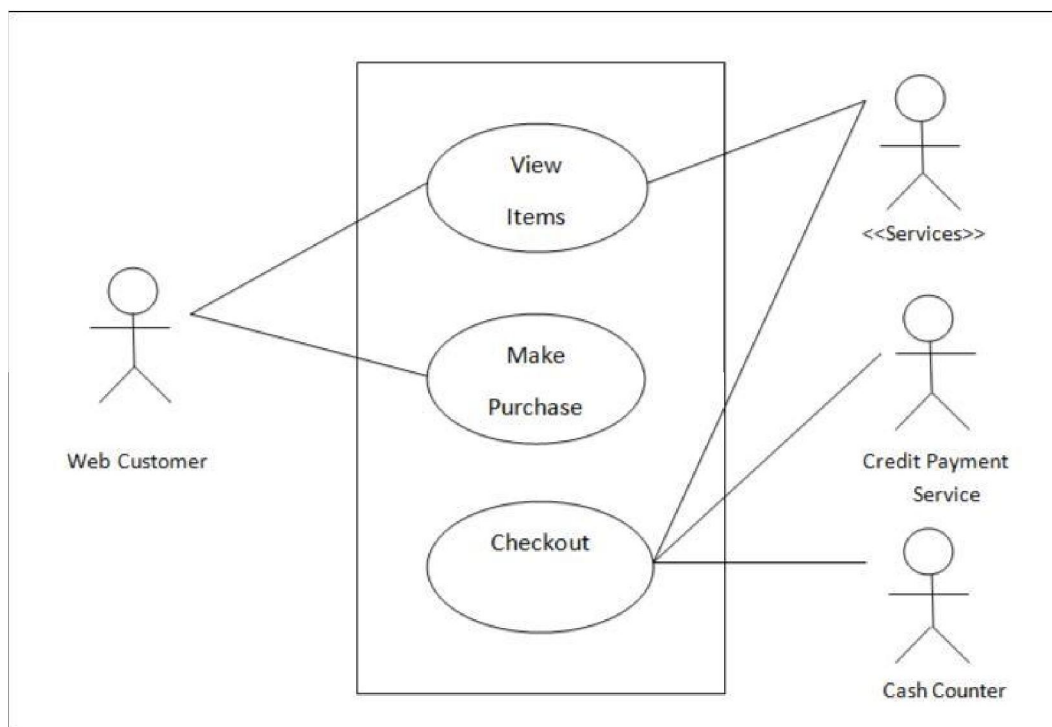 View
Items
<<Services>>
Make
Purchase
Web Customer
Credit Payment
Service
Checkout
Cash Counter